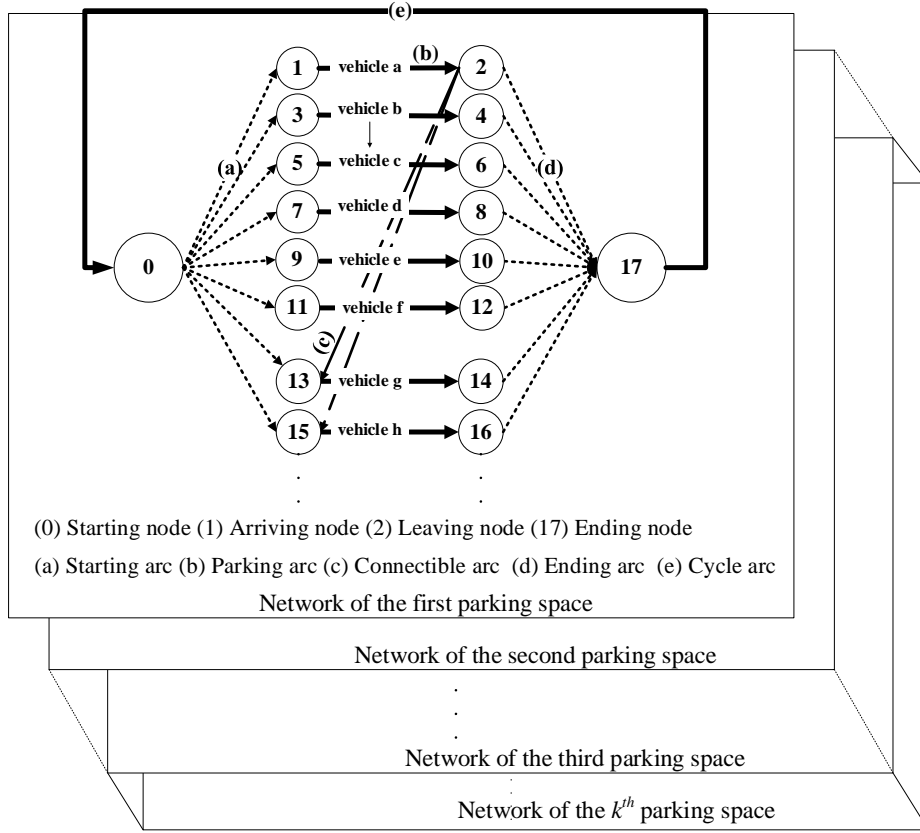 (e)
1 vehicle a (b) 2
3 vehicle b 4
(a) 5 vehicle c 6 (d)
7 vehicle d 8
0 9 vehicle e 10 17
11 vehicle f 12
(c)
13 vehicle g 14
15 vehicle h 16
(0) Starting node (1) Arriving node (2) Leaving node (17) Ending node
(a) Starting arc (b) Parking arc (c) Connectible arc (d) Ending arc (e) Cycle arc
Network of the first parking space
Network of the second parking space
Network of the third parking space
Network of the kth parking space